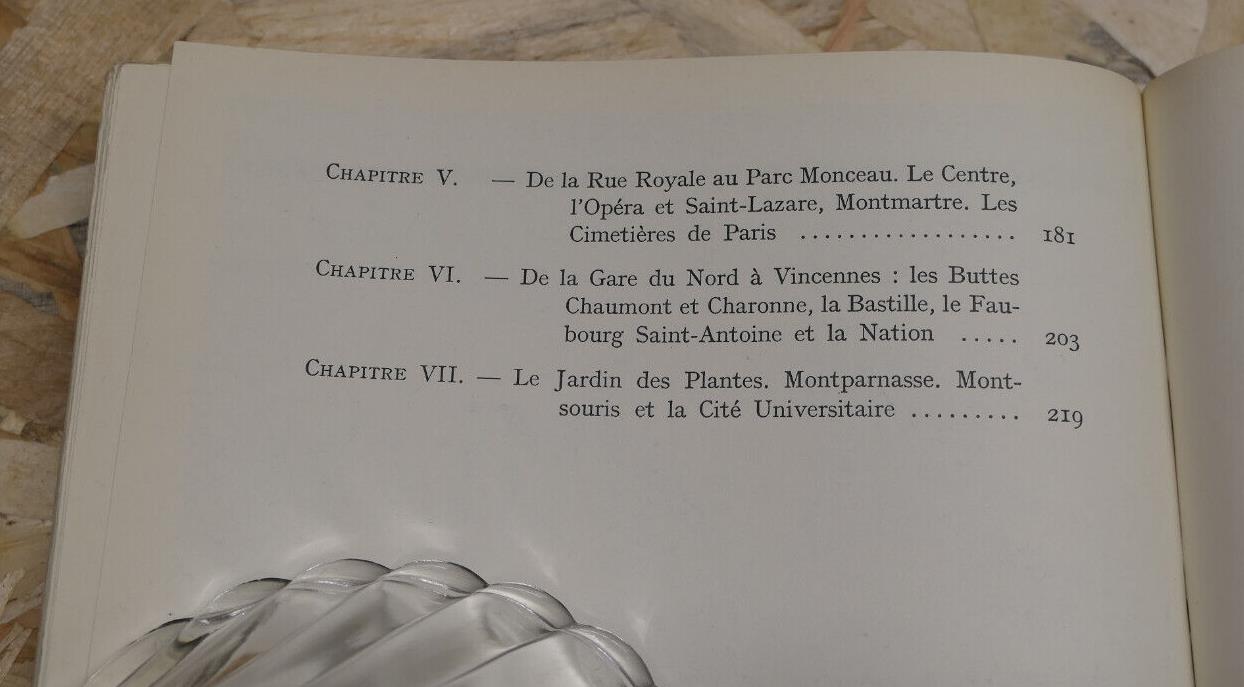 CHAPITRE V. — De la Rue Royale au Parc Monceau. Le Centre,
l'Opéra et Saint-Lazare, Montmartre. Les
Cimetières de Paris .................. 181
CHAPITRE VI. — De la Gare du Nord à Vincennes : les Buttes
Chaumont et Charonne, la Bastille, le Fau-
bourg Saint-Antoine et la Nation ..... 203
CHAPITRE VII. — Le Jardin des Plantes. Montparnasse. Mont-
souris et la Cité Universitaire ......... 219